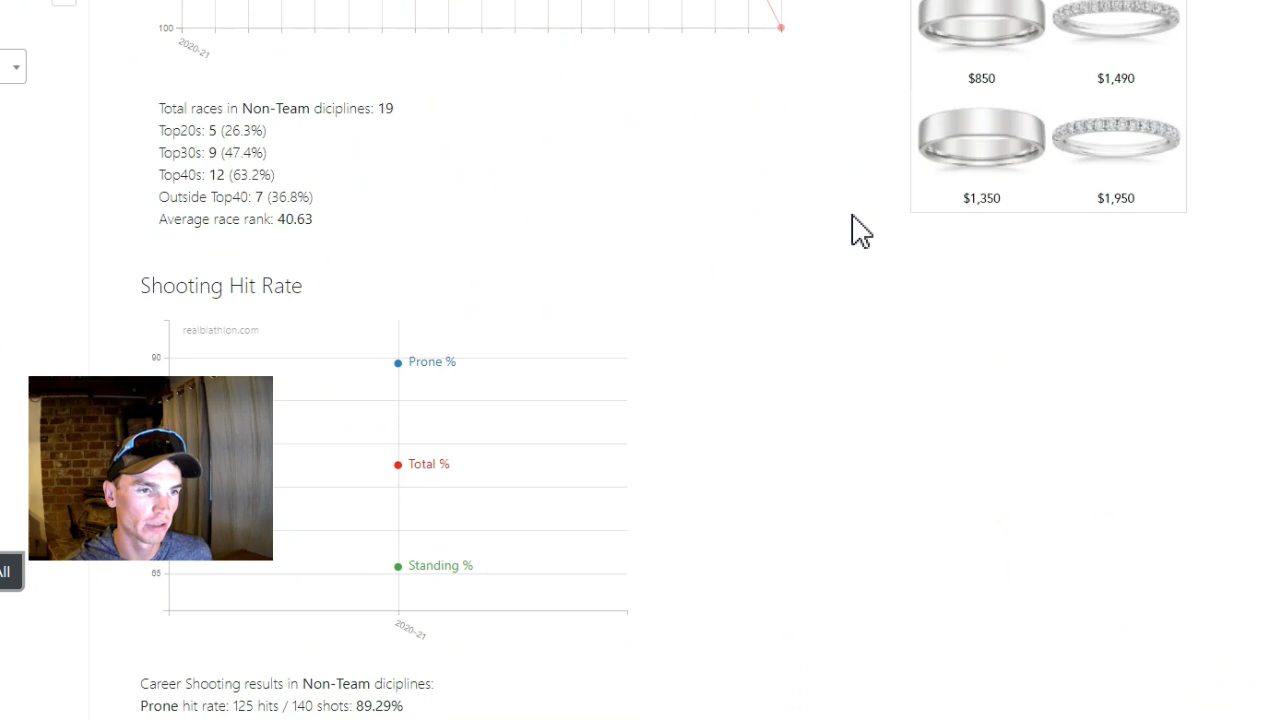 100
2020-21
$850
$1,490
$1,350
$1,950
Total races in Non-Team diciplines: 19
Top20s: 5 (26.3%)
Top30s: 9 (47.4%)
Top40s: 12 (63.2%)
Outside Top40: 7 (36.8%)
Average race rank: 40.63
Shooting Hit Rate
realbiathlon.com
90
Prone %
Total %
Standing %
65
2020-21
All
Career Shooting results in Non-Team diciplines:
Prone hit rate: 125 hits / 140 shots: 89.29%